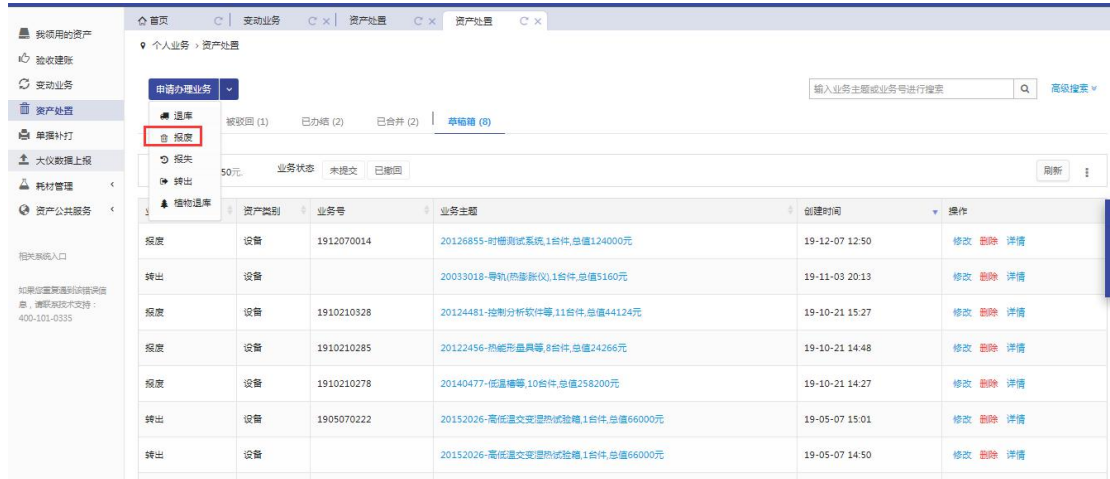 首页
变动业务
资产处置
资产处置
个人业务 › 资产处置
我领用的资产
验收建账
变动业务
资产处置
单据补打
大仪数据上报
耗材管理
资产公共服务
相关系统入口
如果您重复遇到该错误信
息，请联系技术支持：
400-101-0335
申请办理业务
输入业务主题或业务号进行搜索
高级搜索
退库
报废
报失
转出
植物退库
被驳回 (1)
已办结 (2)
已合并 (2)
草稿箱 (8)
50元.
业务状态
未提交
已撤回
刷新
资产类别
业务号
业务主题
创建时间
操作
报废 设备 1912070014 20126855-时栅测试系统,1台件,总值124000元 19-12-07 12:50 修改 删除 详情
转出 设备 20033018-导轨(热膨胀仪),1台件,总值5160元 19-11-03 20:13 修改 删除 详情
报废 设备 1910210328 20124481-控制分析软件等,11台件,总值44124元 19-10-21 15:27 修改 删除 详情
报废 设备 1910210285 20122456-热能形量具等,8台件,总值24266元 19-10-21 14:48 修改 删除 详情
报废 设备 1910210278 20140477-低温槽等,10台件,总值258200元 19-10-21 14:27 修改 删除 详情
转出 设备 1905070222 20152026-高低温交变湿热试验箱,1台件,总值66000元 19-05-07 15:01 修改 删除 详情
转出 设备 20152026-高低温交变湿热试验箱,1台件,总值66000元 19-05-07 14:50 修改 删除 详情